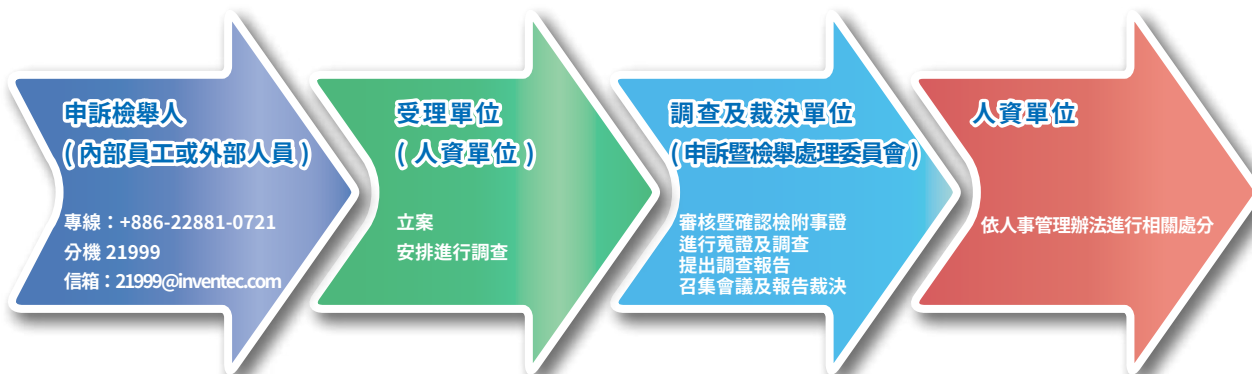 申訴檢舉人
(內部員工或外部人員)
專線：+886-22881-0721
分機 21999
信箱：21999@inventec.com
受理單位
(人資單位)
立案
安排進行調查
調查及裁決單位
(申訴暨檢舉處理委員會)
審核暨確認檢附事證
進行蒐證及調查
提出調查報告
召集會議及報告裁決
人資單位
依人事管理辦法進行相關處分